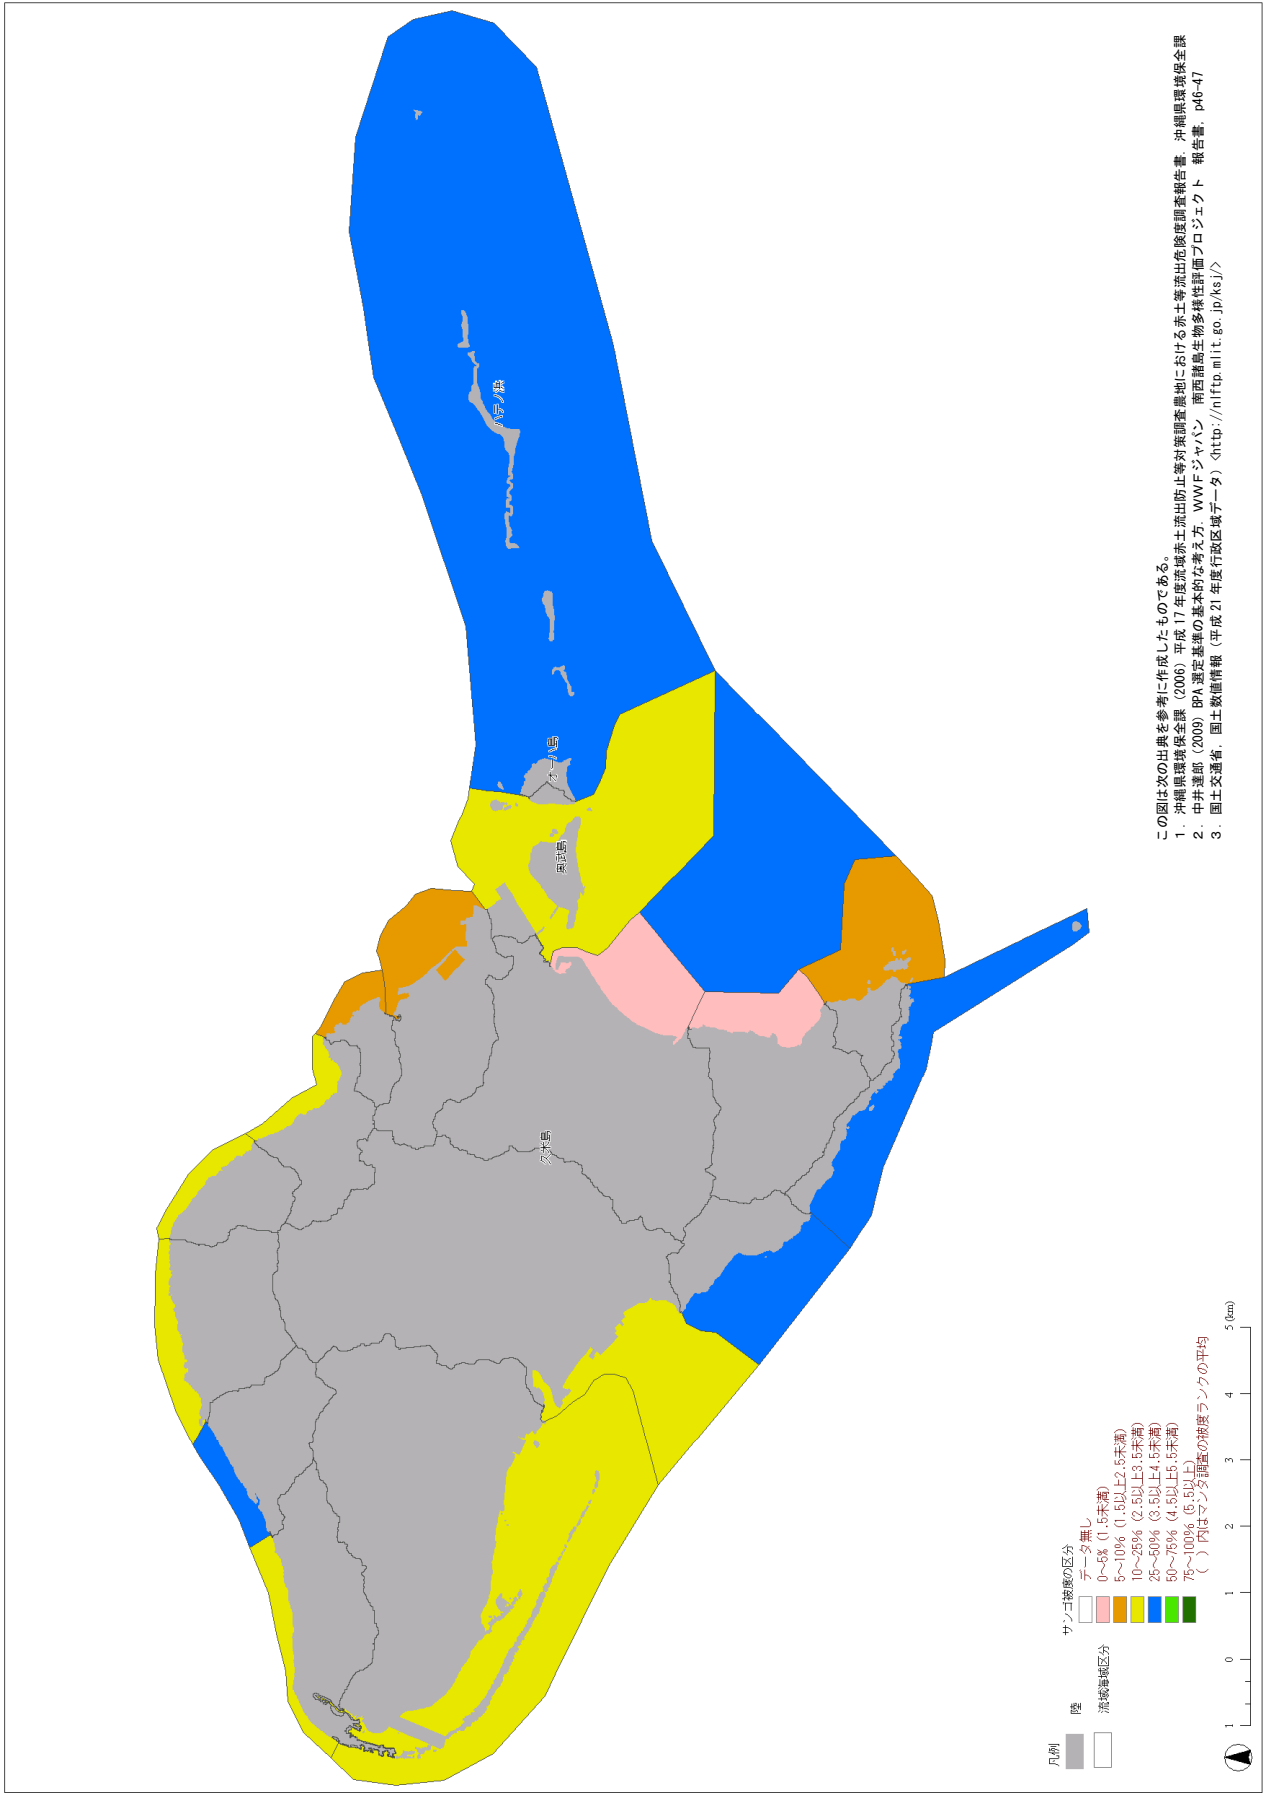 ハテノ浜
オーハ島
奥武島
久米島
この図は次の出典を参考に作成したものである。
1. 沖縄県環境保全課（2006）平成17年度流域赤土流出防止等対策調査農地における赤土等流出危険度調査報告書. 沖縄県環境保全課
2. 中井達郎（2009）BPA 選定基準の基本的な考え方. WWFジャパン 南西諸島生物多様性評価プロジェクト 報告書, p46-47
3. 国土交通省, 国土数値情報（平成21年度行政区域データ）<http://nlftp.mlit.go.jp/ksj/>
凡例
陸
流域海域区分
サンゴ被度の区分
データ無し
0～5% (1.5未満)
5～10% (1.5以上2.5未満)
10～25% (2.5以上3.5未満)
25～50% (3.5以上4.5未満)
50～75% (4.5以上5.5未満)
75～100% (5.5以上)
( )内はマンタ調査の被度ランクの平均
1 0 1 2 3 4 5 (km)